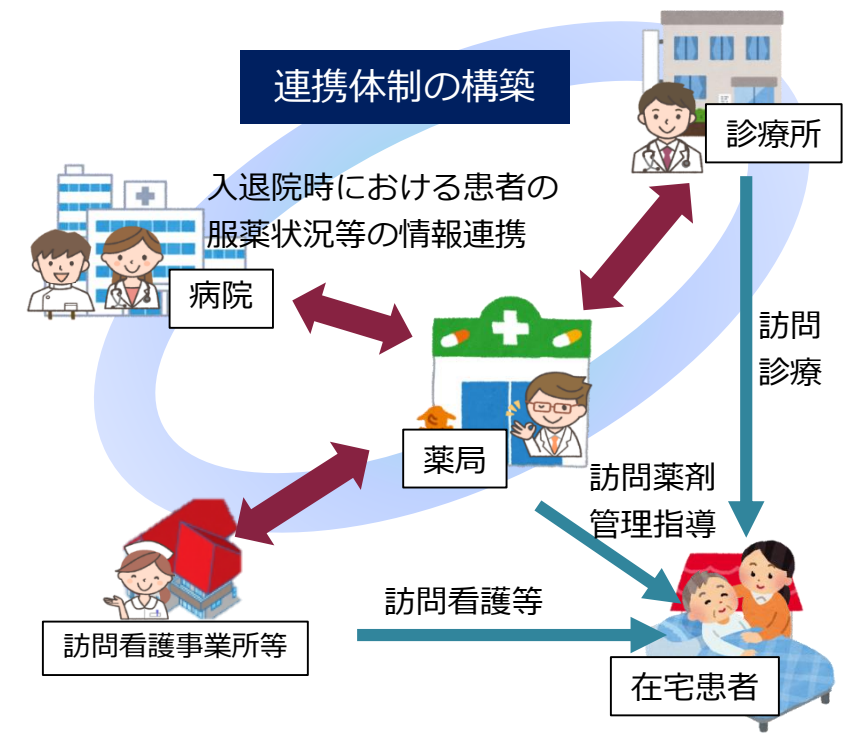 連携体制の構築
診療所
入退院時における患者の
服薬状況等の情報連携
病院
訪問
診療
薬局
訪問薬剤
管理指導
訪問看護等
訪問看護事業所等
在宅患者